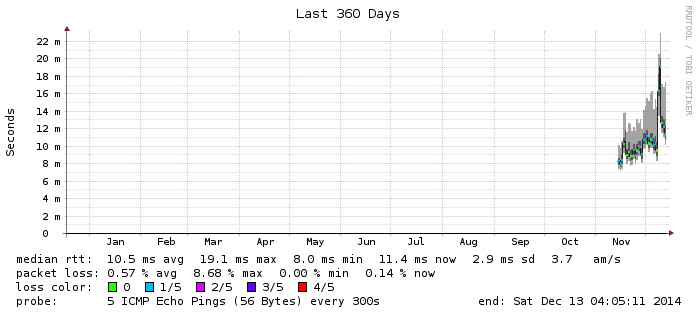 Last 360 Days
RRDTOOL / TOBI OETIKER
Seconds
22 m
20 m
18 m
16 m
14 m
12 m
10 m
8 m
6 m
4 m
2 m
0
Jan Feb Mar Apr May Jun Jul Aug Sep Oct Nov
median rtt: 10.5 ms avg 19.1 ms max 8.0 ms min 11.4 ms now 2.9 ms sd 3.7 am/s
packet loss: 0.57 % avg 8.68 % max 0.00 % min 0.14 % now
loss color: 0 1/5 2/5 3/5 4/5
probe: 5 ICMP Echo Pings (56 Bytes) every 300s end: Sat Dec 13 04:05:11 2014